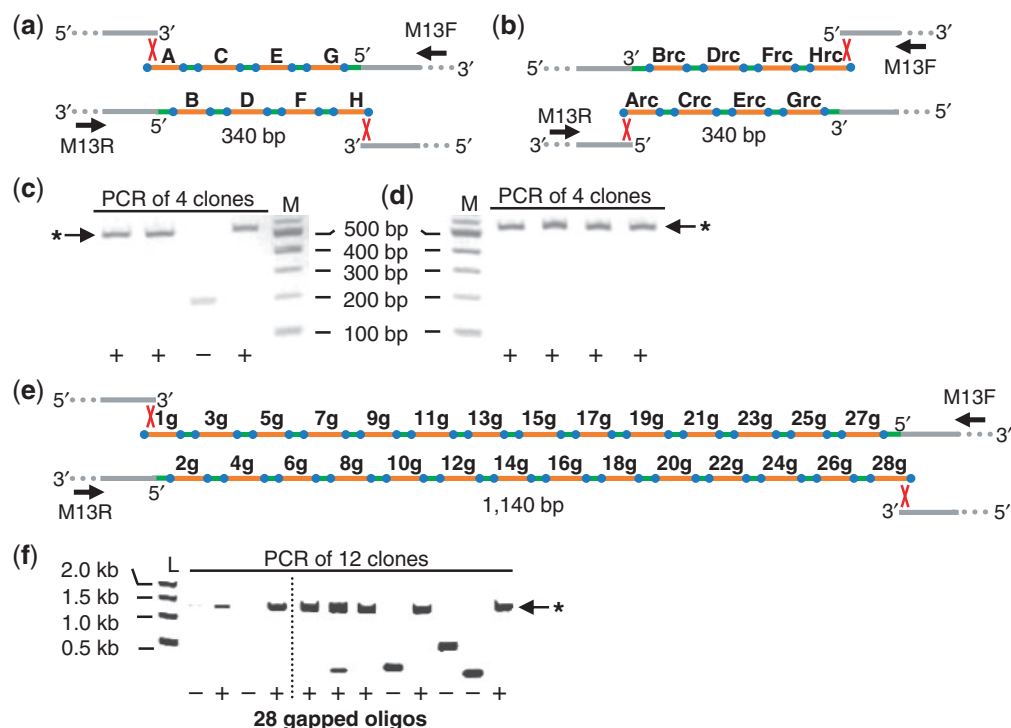 (a)
5′
3′
M13F
A C E G
5′
3′
3′
B D F H
M13R
5′
340 bp
3′
5′
(b)
5′
3′
M13F
5′
3′
Brc Drc Frc Hrc
Arc Crc Erc Grc
M13R
340 bp
3′
5′
3′
5′
(c)
PCR of 4 clones
M
*
500 bp
400 bp
300 bp
200 bp
100 bp
+ + − +
(d)
M
PCR of 4 clones
*
+ + + +
(e)
5′
3′
M13F
1g 3g 5g 7g 9g 11g 13g 15g 17g 19g 21g 23g 25g 27g
5′
3′
3′
2g 4g 6g 8g 10g 12g 14g 16g 18g 20g 22g 24g 26g 28g
M13R
5′
1,140 bp
3′
5′
(f)
L
PCR of 12 clones
2.0 kb
1.5 kb
1.0 kb
0.5 kb
*
− + − + + + + − + − − +
28 gapped oligos